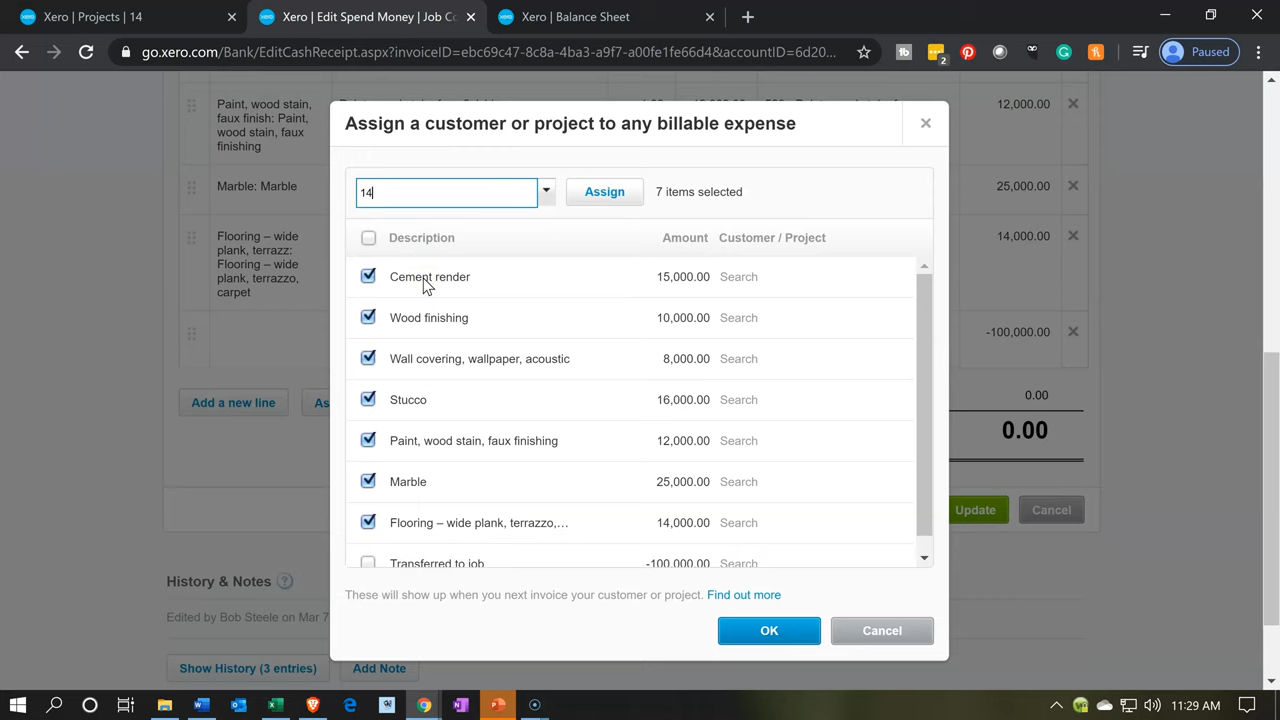 Xero | Projects | 14
Xero | Edit Spend Money | Job Co
Xero | Balance Sheet
go.xero.com/Bank/EditCashReceipt.aspx?invoiceID=ebc69c47-8c8a-4ba3-a9f7-a00fe1fe66d4&accountID=6d20...
2
Paused
Paint, wood stain,
faux finish: Paint,
wood stain, faux
finishing
12,000.00
Marble: Marble
25,000.00
Flooring – wide
plank, terrazz:
Flooring – wide
plank, terrazzo,
carpet
14,000.00
-100,000.00
Add a new line
As
0.00
0.00
Update
Cancel
History & Notes
Edited by Bob Steele on Mar 7
Show History (3 entries)
Add Note
Assign a customer or project to any billable expense
14
Assign
7 items selected
Description Amount Customer / Project
Cement render 15,000.00 Search
Wood finishing 10,000.00 Search
Wall covering, wallpaper, acoustic 8,000.00 Search
Stucco 16,000.00 Search
Paint, wood stain, faux finishing 12,000.00 Search
Marble 25,000.00 Search
Flooring – wide plank, terrazzo,... 14,000.00 Search
Transferred to job -100,000.00 Search
These will show up when you next invoice your customer or project. Find out more
OK
Cancel
11:29 AM